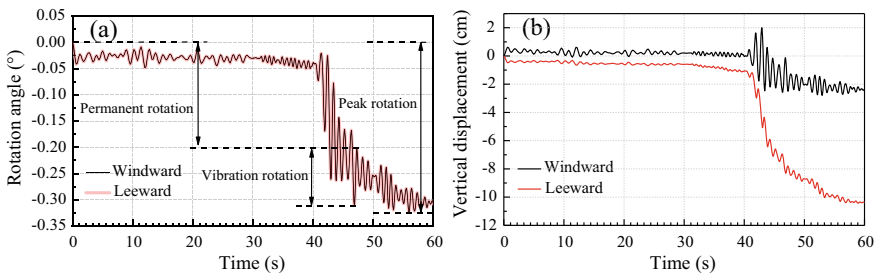 (a)
Rotation angle (°)
0.00
-0.05
-0.10
-0.15
-0.20
-0.25
-0.30
-0.35
Permanent rotation
Peak rotation
Vibration rotation
Windward
Leeward
0 10 20 30 40 50 60
Time (s)
(b)
Vertical displacement (cm)
2
0
-2
-4
-6
-8
-10
-12
Windward
Leeward
0 10 20 30 40 50 60
Time (s)